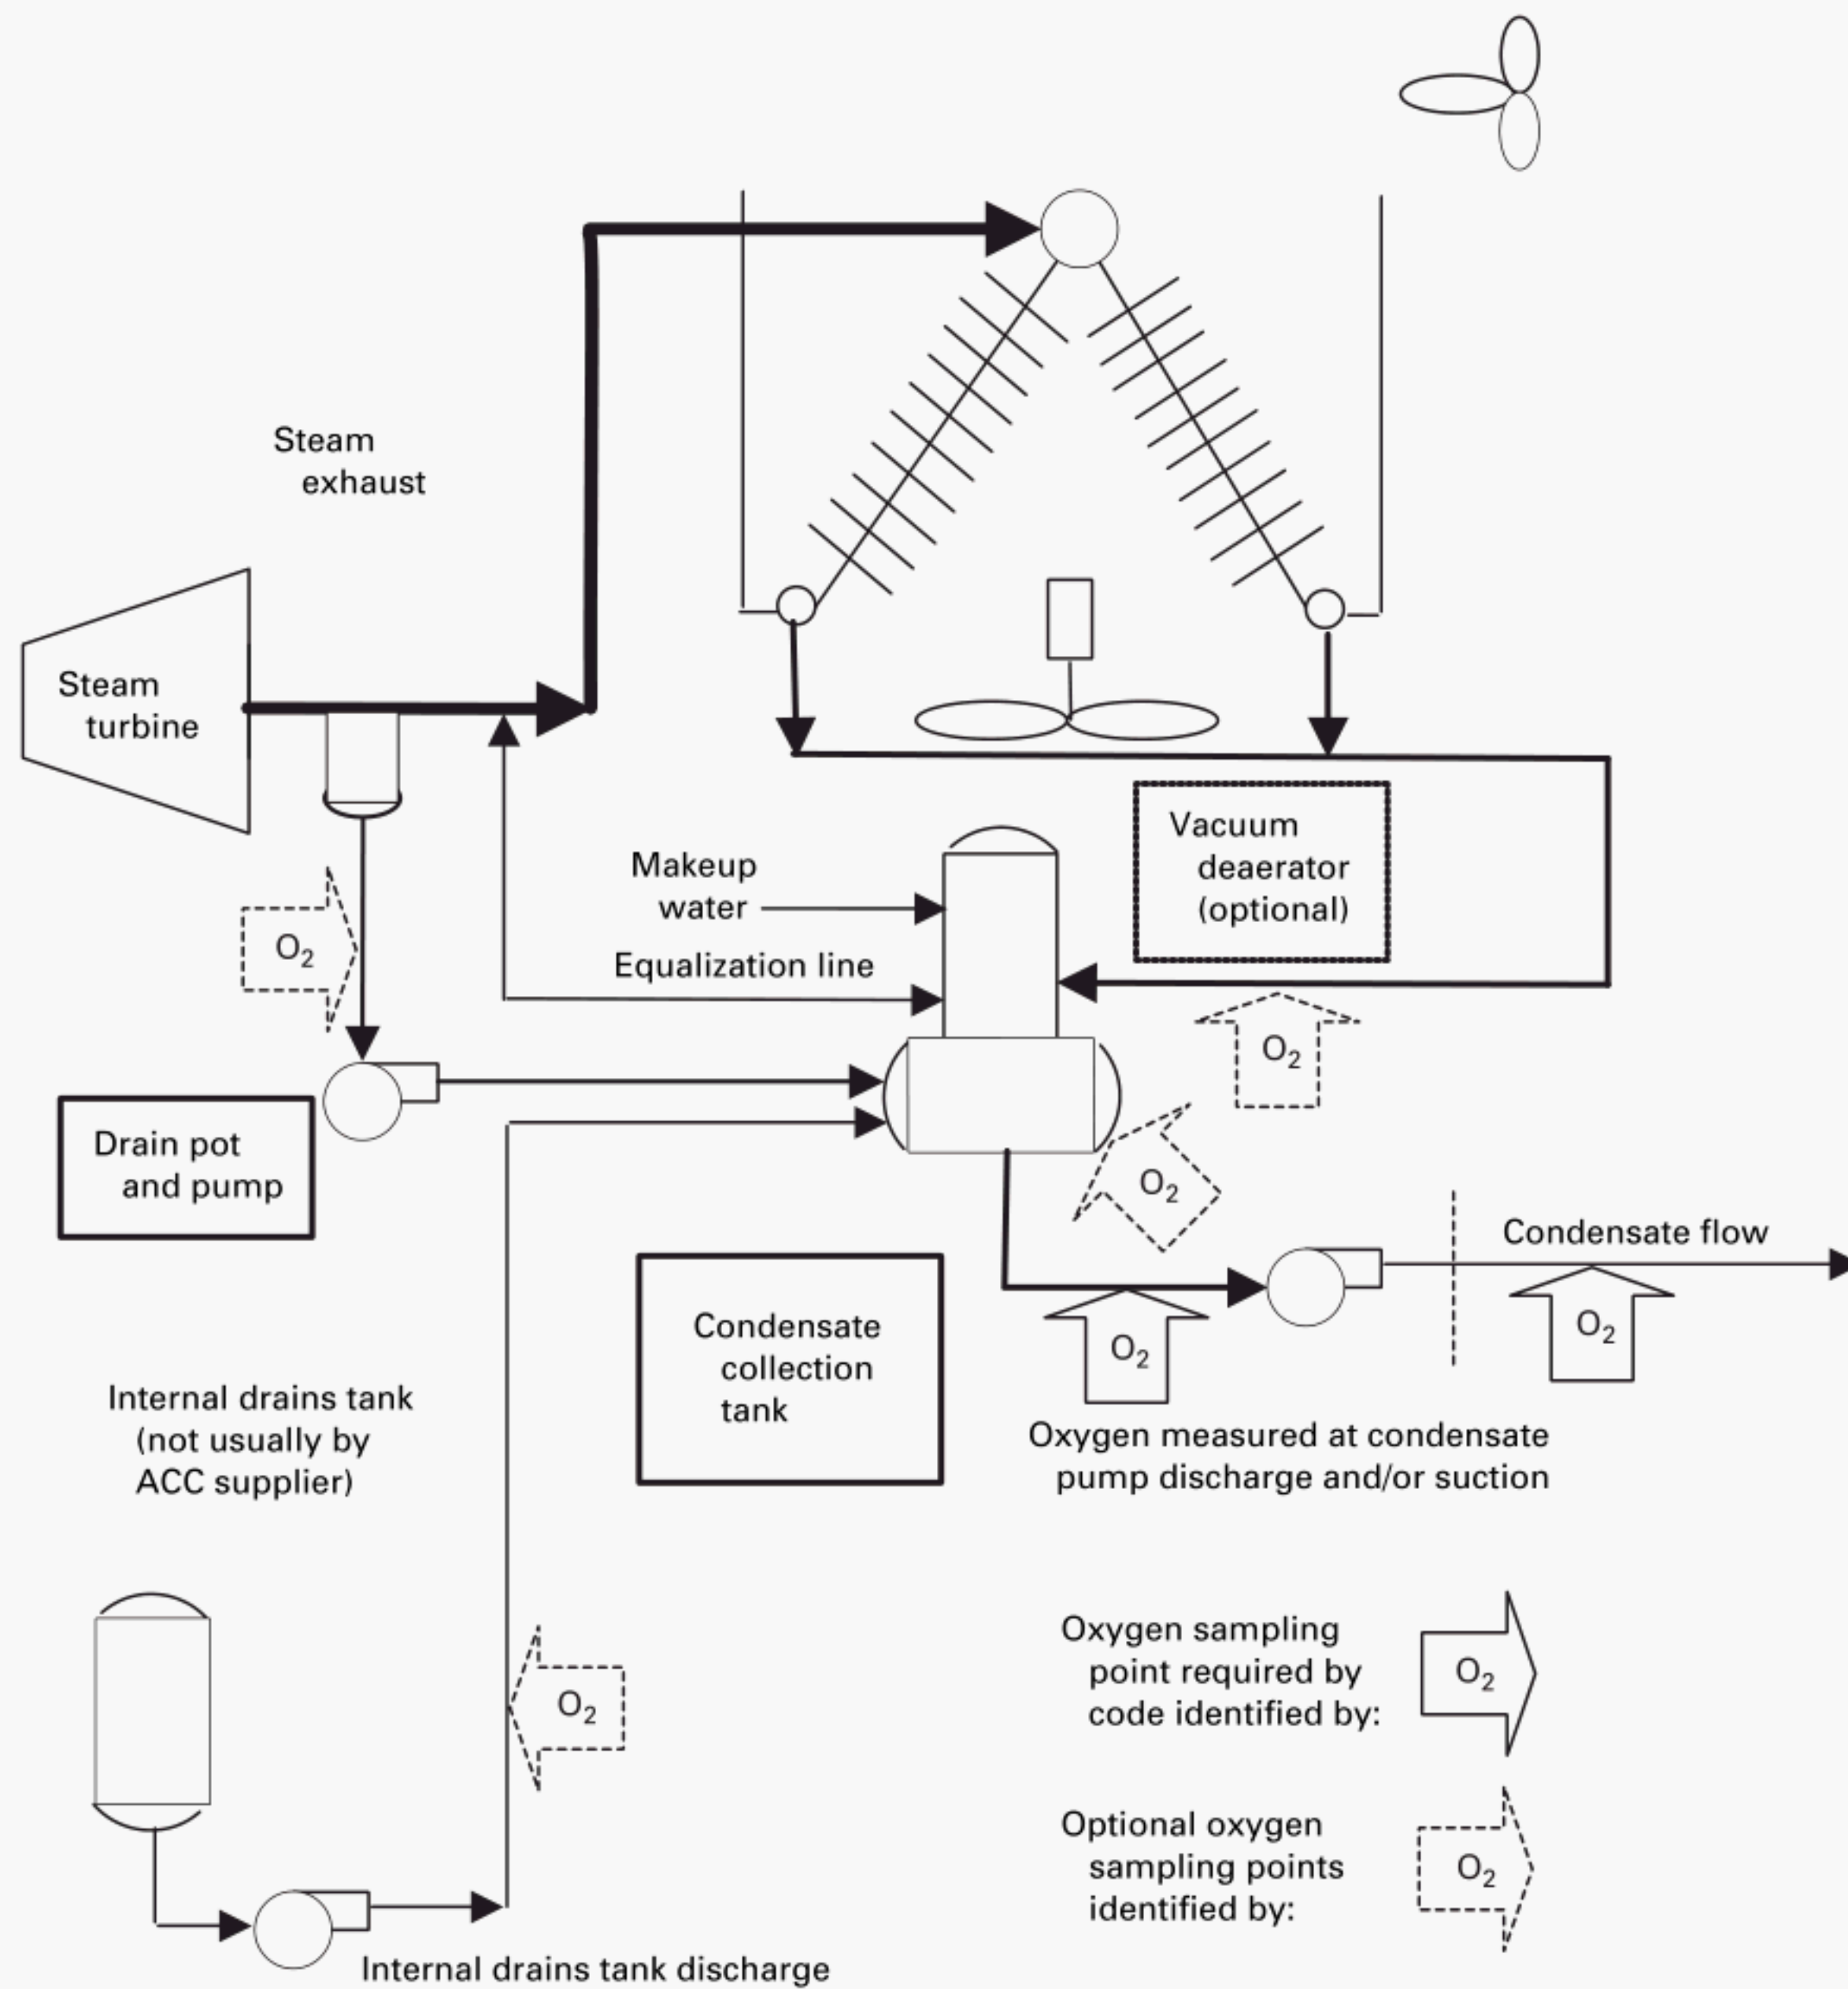 Steam
exhaust
Steam
turbine
Makeup
water
Vacuum
deaerator
(optional)
O₂
Equalization line
O₂
Drain pot
and pump
O₂
Condensate flow
O₂
O₂
Condensate
collection
tank
Internal drains tank
(not usually by
ACC supplier)
Oxygen measured at condensate
pump discharge and/or suction
O₂
Oxygen sampling
point required by
code identified by:
O₂
Optional oxygen
sampling points
identified by:
O₂
Internal drains tank discharge